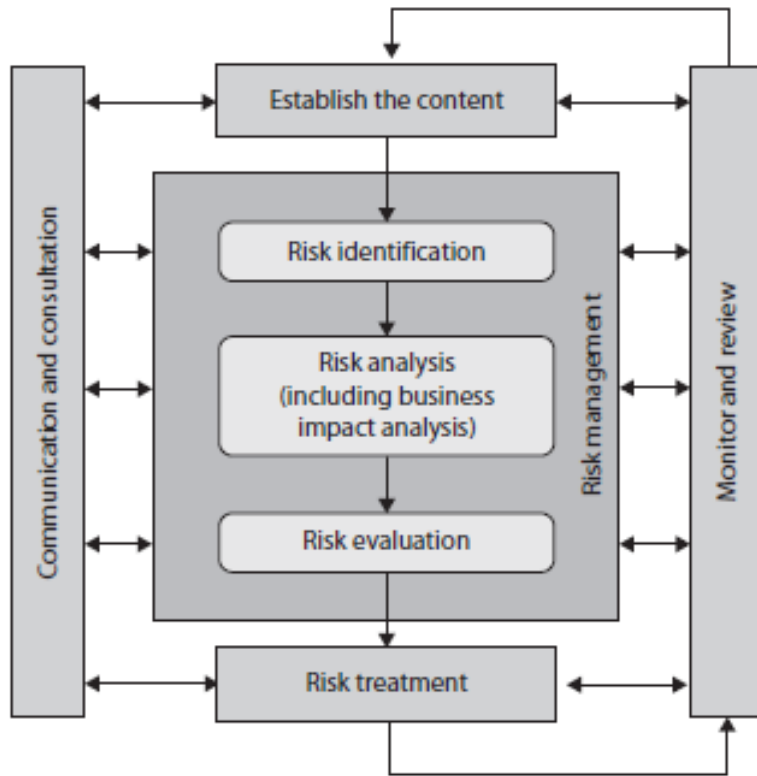 Establish the content
Communication and consultation
Risk identification
Risk analysis
(including business
impact analysis)
Risk evaluation
Risk management
Monitor and review
Risk treatment